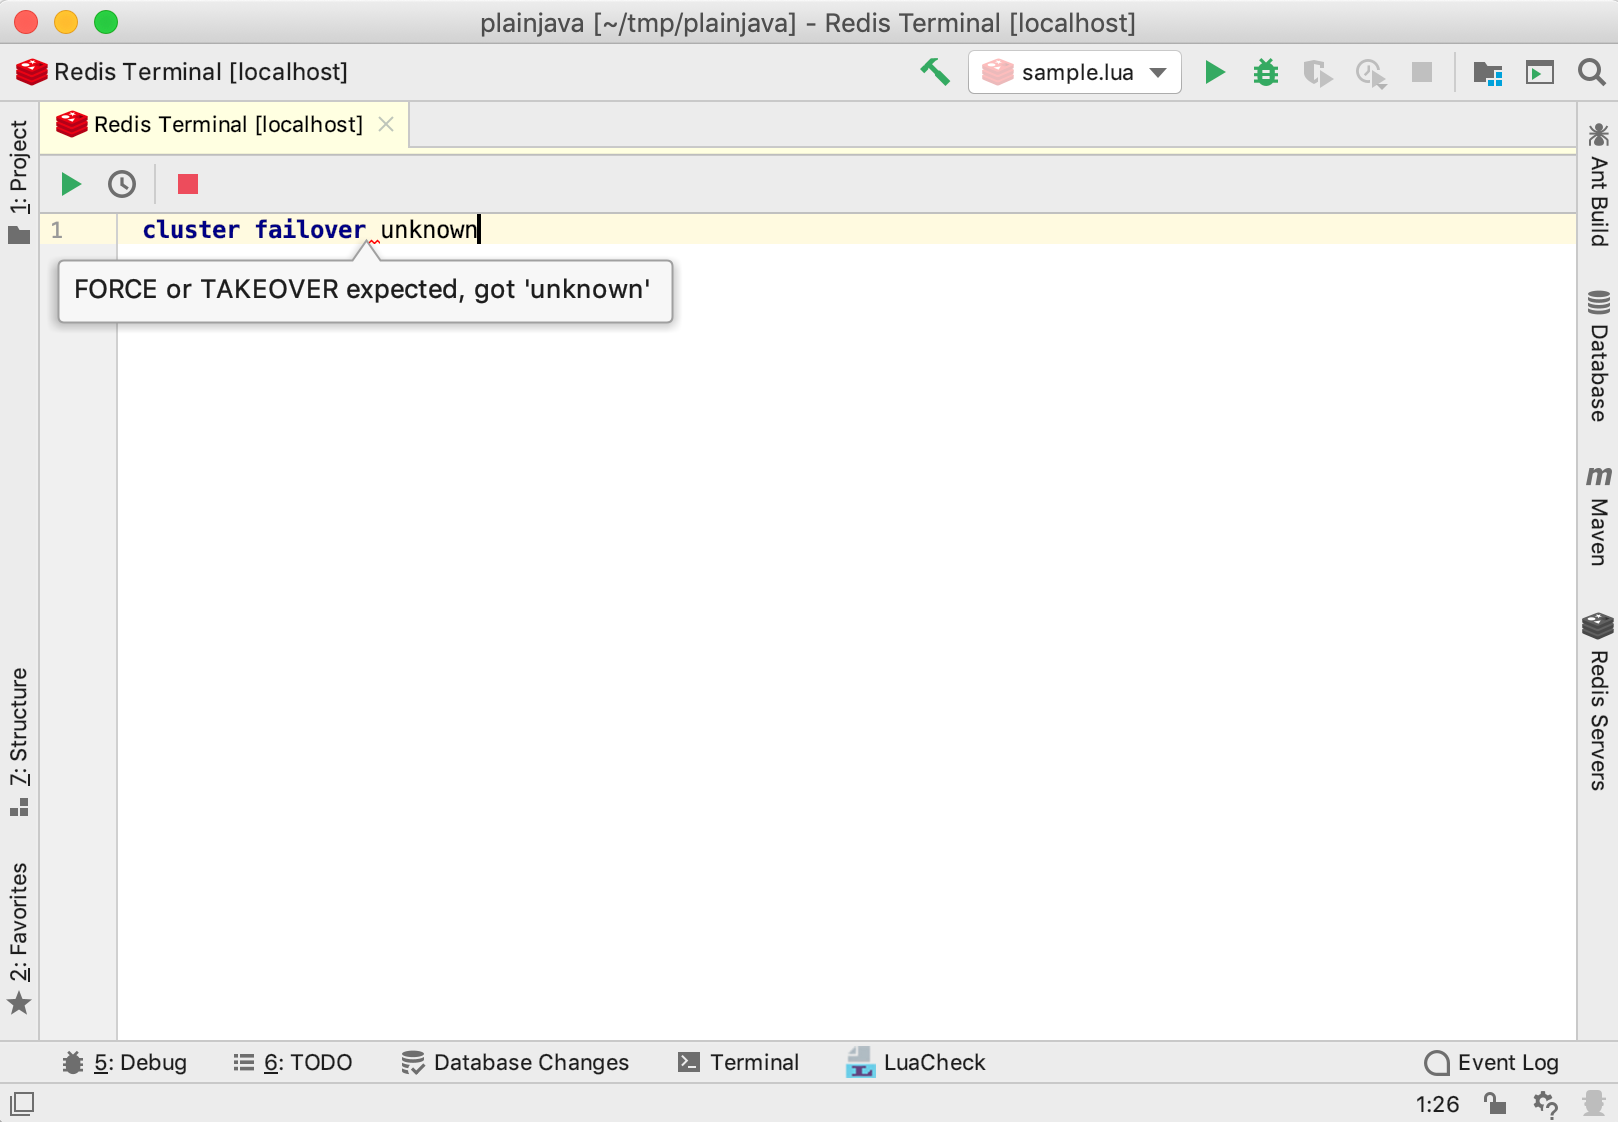 plainjava [~/tmp/plainjava] - Redis Terminal [localhost]
Redis Terminal [localhost]
sample.lua
Redis Terminal [localhost]
1: Project
1
cluster failover unknown
FORCE or TAKEOVER expected, got 'unknown'
7: Structure
2: Favorites
Ant Build
Database
m
Maven
Redis Servers
5: Debug
6: TODO
Database Changes
Terminal
LuaCheck
Event Log
1:26